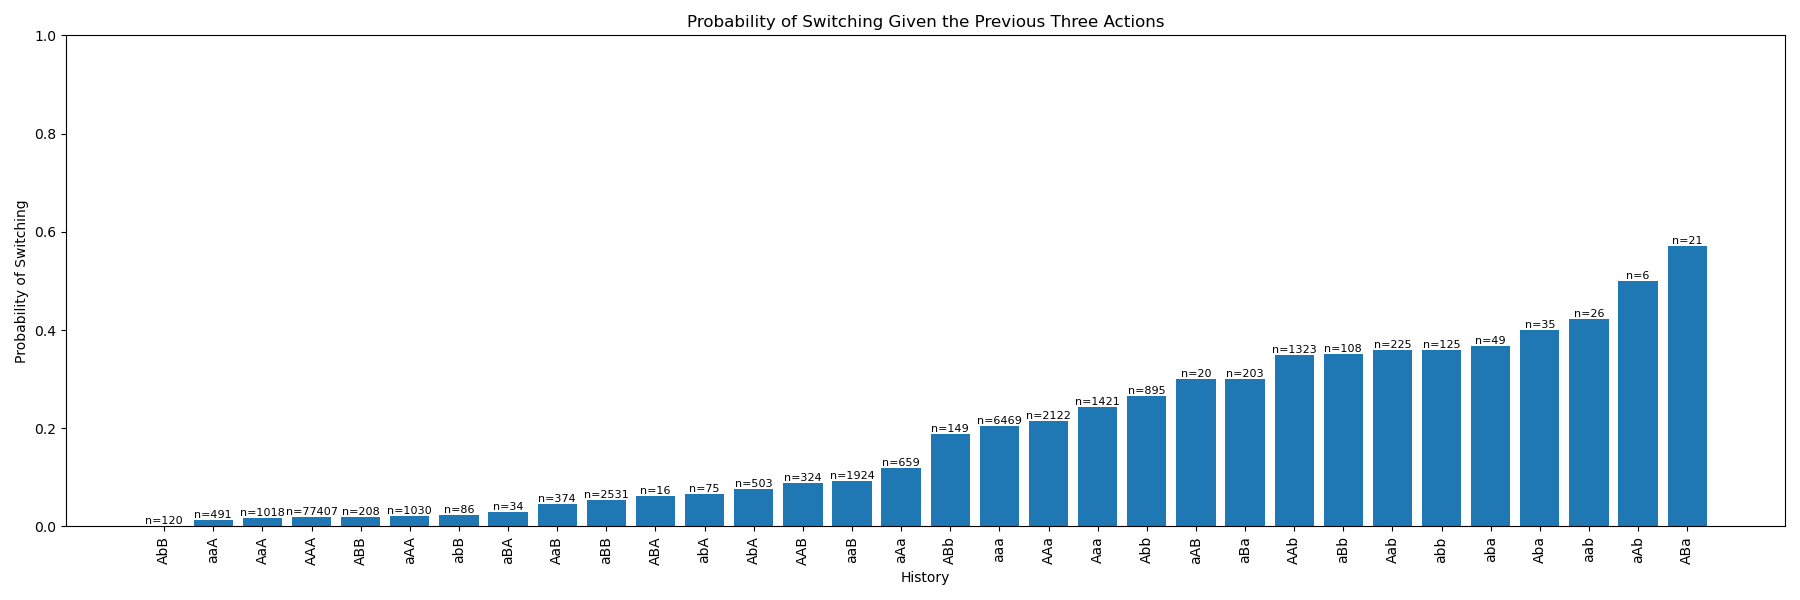 Probability of Switching Given the Previous Three Actions
Probability of Switching
1.0
0.8
0.6
0.4
0.2
0.0
n=120
n=491
n=1018
n=77407
n=208
n=1030
n=86
n=34
n=374
n=2531
n=16
n=75
n=503
n=324
n=1924
n=659
n=149
n=6469
n=2122
n=1421
n=895
n=20
n=203
n=1323
n=108
n=225
n=125
n=49
n=35
n=26
n=6
n=21
AbB
aaA
AaA
AAA
ABB
aAA
abB
aBA
AaB
aBB
ABA
abA
AbA
AAB
aaB
aAa
ABb
aaa
AAa
Aaa
Abb
aAB
aBa
AAb
aBb
Aab
abb
aba
Aba
aab
aAb
ABa
History